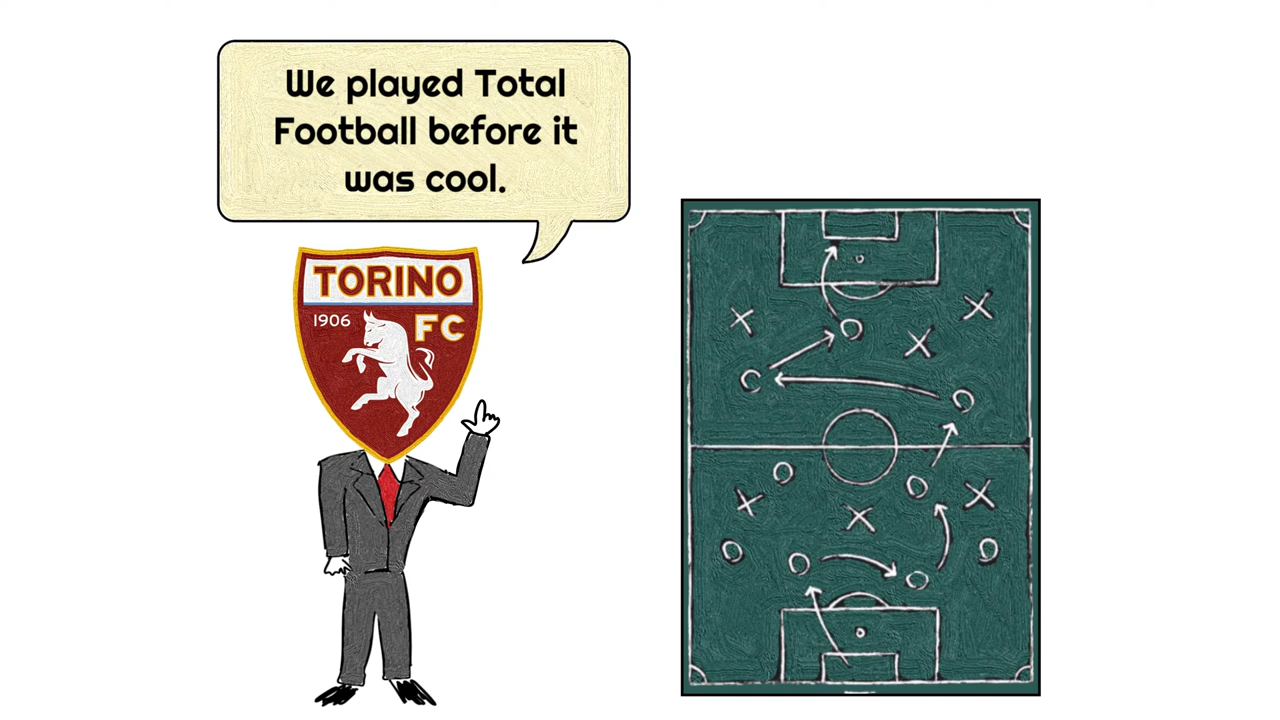 We played Total
Football before it
was cool.
TORINO
1906 FC